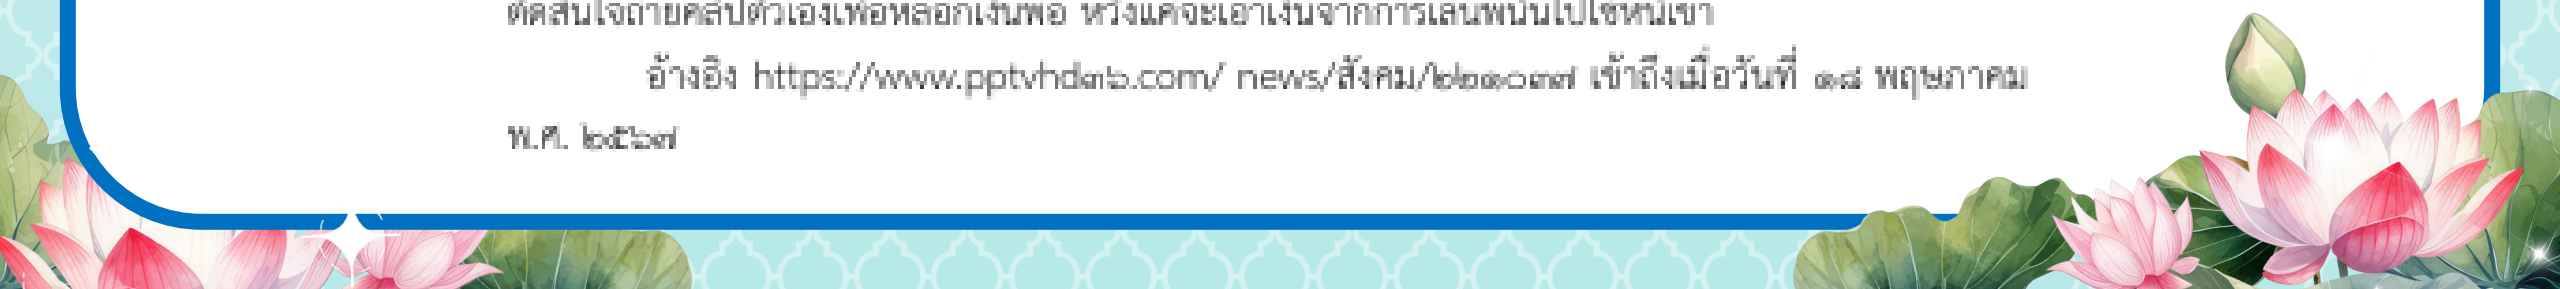 ตัดสินใจถ่ายคลิปตัวเองเพื่อหลอกเงินพ่อ หวังแค่จะเอาเงินจากการเล่นพนันไปใช้หนี้เขา
อ้างอิง https://www.pptvhd๓๖.com/ news/สังคม/๒๒๓๐๓๗ เข้าถึงเมื่อวันที่ ๑๘ พฤษภาคม
พ.ศ. ๒๕๖๗